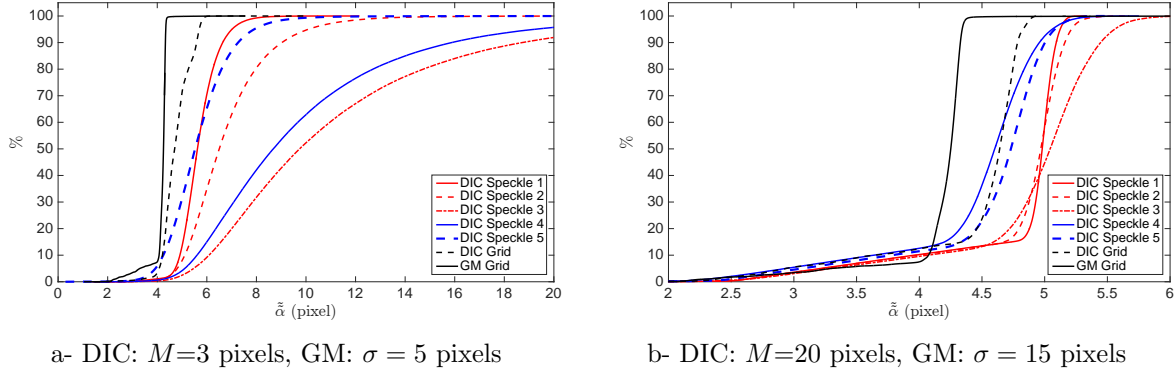 100
90
80
70
60
50
40
30
20
10
0
%
0 2 4 6 8 10 12 14 16 18 20
α̃̃ (pixel)
DIC Speckle 1
DIC Speckle 2
DIC Speckle 3
DIC Speckle 4
DIC Speckle 5
DIC Grid
GM Grid
a- DIC: M=3 pixels, GM: σ = 5 pixels
100
90
80
70
60
50
40
30
20
10
0
%
2 2.5 3 3.5 4 4.5 5 5.5 6
α̃̃ (pixel)
DIC Speckle 1
DIC Speckle 2
DIC Speckle 3
DIC Speckle 4
DIC Speckle 5
DIC Grid
GM Grid
b- DIC: M=20 pixels, GM: σ = 15 pixels